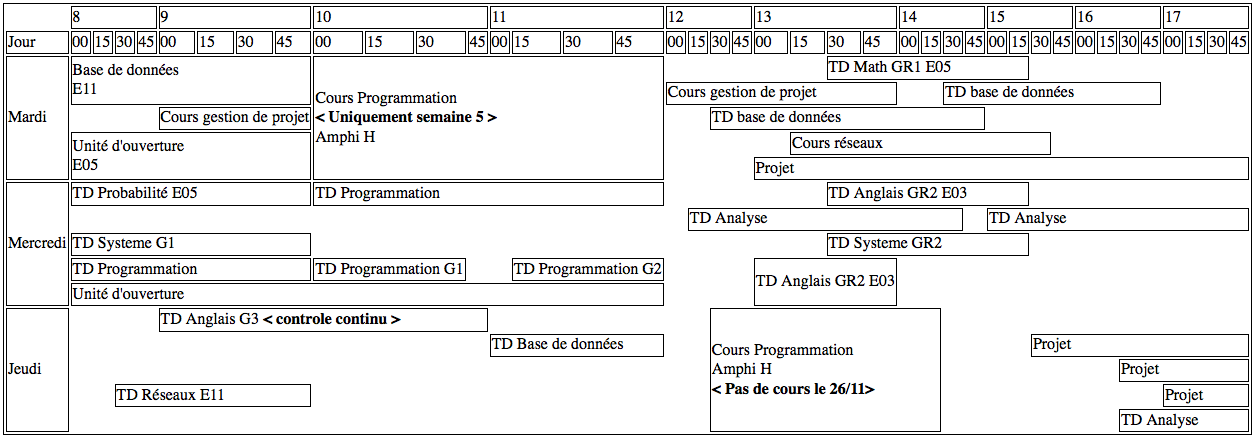 8 9 10 11 12 13 14 15 16 17
Jour 00 15 30 45 00 15 30 45 00 15 30 45 00 15 30 45 00 15 30 45 00 15 30 45 00 15 30 45 00 15 30 45 00 15 30 45 00 15 30 45
Mardi
Base de données
E11
Cours Programmation
< Uniquement semaine 5 >
Amphi H
TD Math GR1 E05
Cours gestion de projet
TD base de données
Cours gestion de projet
TD base de données
Unité d'ouverture
E05
Cours réseaux
Projet
Mercredi
TD Probabilité E05
TD Programmation
TD Anglais GR2 E03
TD Analyse
TD Analyse
TD Systeme G1
TD Systeme GR2
TD Programmation
TD Programmation G1
TD Programmation G2
TD Anglais GR2 E03
Unité d'ouverture
Jeudi
TD Anglais G3 < controle continu >
Cours Programmation
Amphi H
< Pas de cours le 26/11>
TD Base de données
Projet
Projet
TD Réseaux E11
Projet
TD Analyse